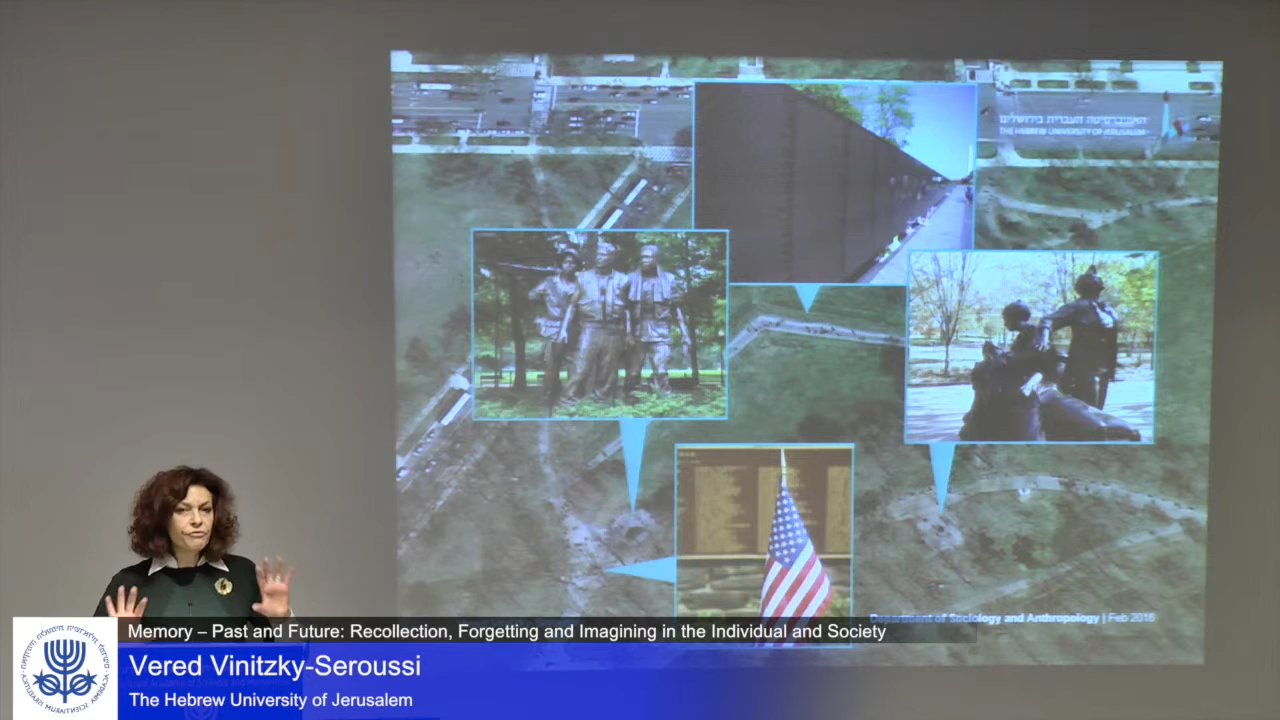 האוניברסיטה העברית בירושלים
THE HEBREW UNIVERSITY OF JERUSALEM
Department of Sociology and Anthropology | Feb 2016
Memory – Past and Future: Recollection, Forgetting and Imagining in the Individual and Society
Vered Vinitzky-Seroussi
The Hebrew University of Jerusalem